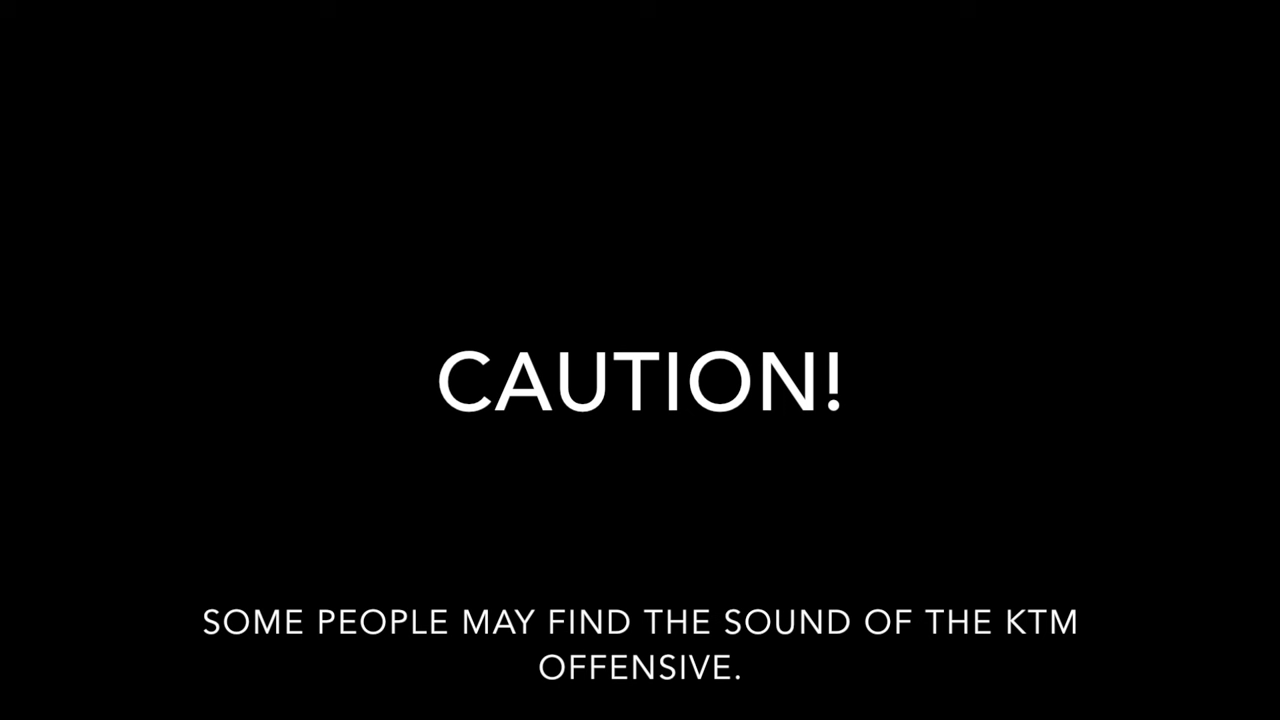 CAUTION!
SOME PEOPLE MAY FIND THE SOUND OF THE KTM
OFFENSIVE.